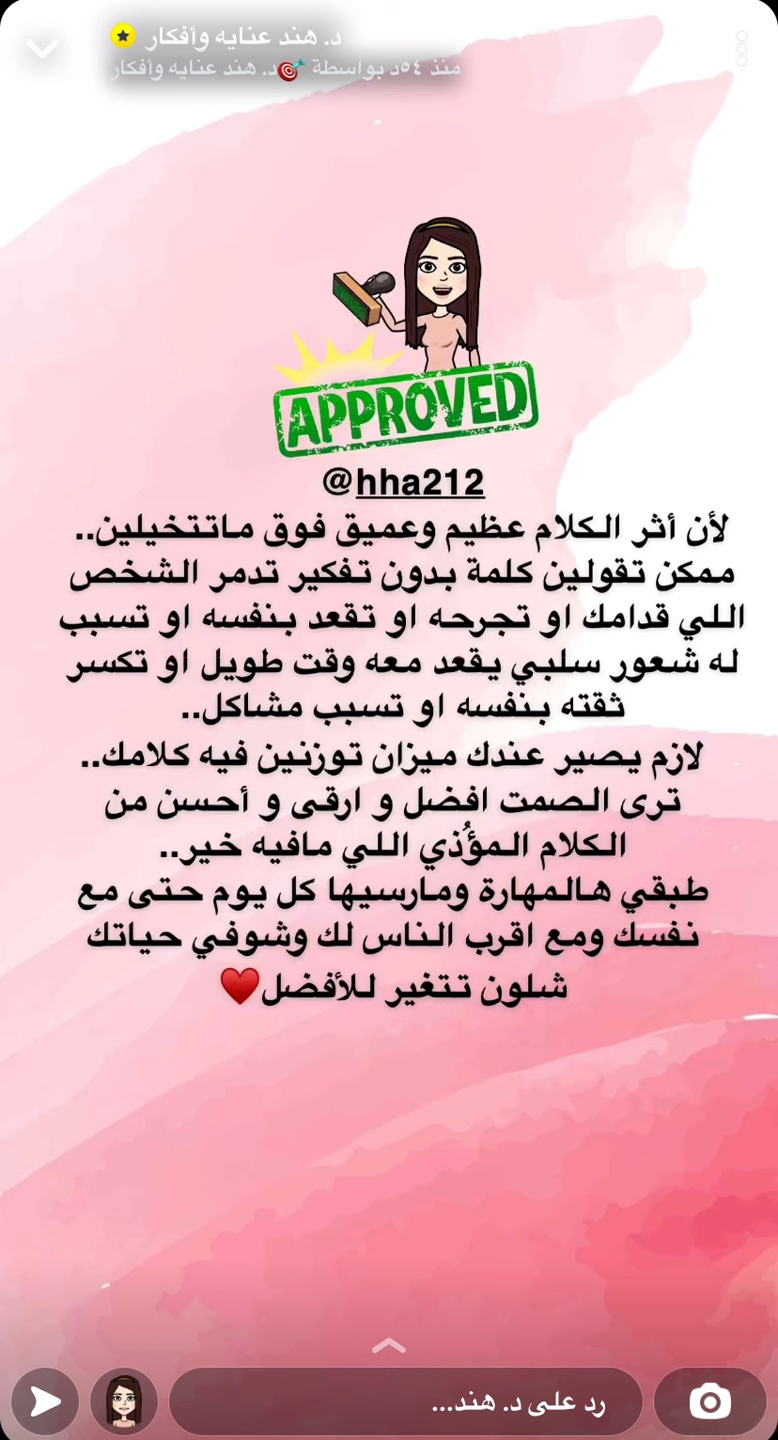 د. هند عنايه وأفكار
منذ ٥٤د بواسطة 🎯د. هند عنايه وأفكار
APPROVED
@hha212
لأن أثر الكلام عظيم وعميق فوق ماتتخيلين..
ممكن تقولين كلمة بدون تفكير تدمر الشخص
اللي قدامك او تجرحه او تقعد بنفسه او تسبب
له شعور سلبي يقعد معه وقت طويل او تكسر
ثقته بنفسه او تسبب مشاكل..
لازم يصير عندك ميزان توزنين فيه كلامك..
ترى الصمت افضل و ارقى و أحسن من
الكلام المؤُذي اللي مافيه خير..
طبقي هالمهارة ومارسيها كل يوم حتى مع
نفسك ومع اقرب الناس لك وشوفي حياتك
شلون تتغير للأفضل♥️
رد على د. هند...